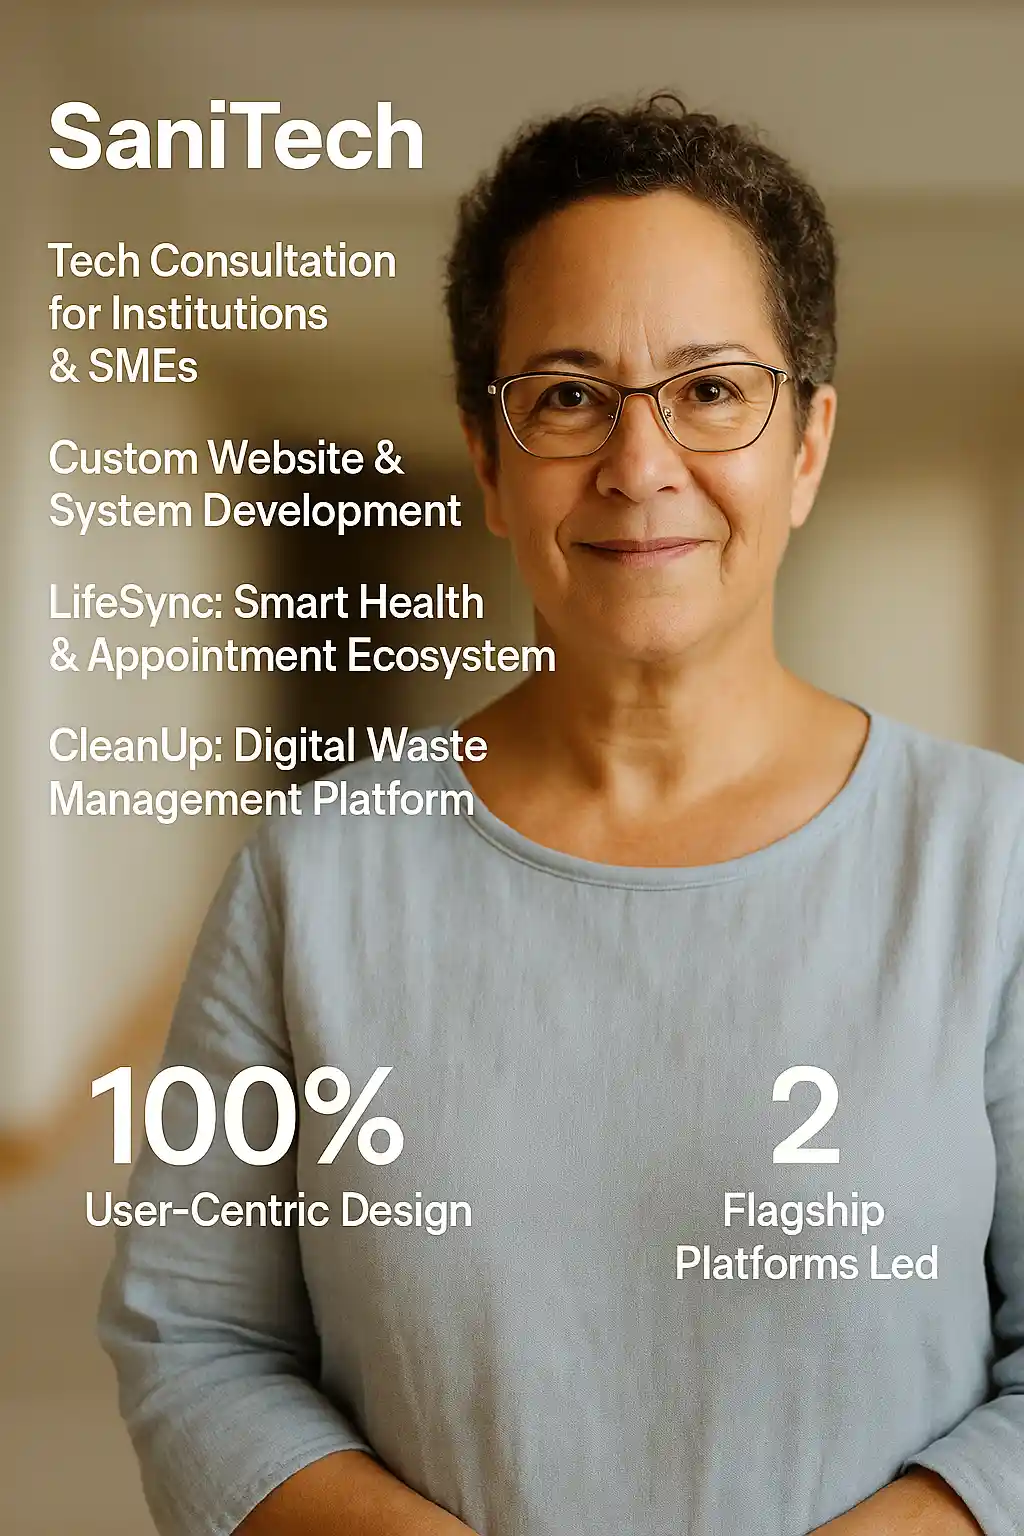 SaniTech
Tech Consultation
for Institutions
& SMEs
Custom Website &
System Development
LifeSync: Smart Health
& Appointment Ecosystem
CleanUp: Digital Waste
Management Platform
100%
User-Centric Design
2
Flagship
Platforms Led